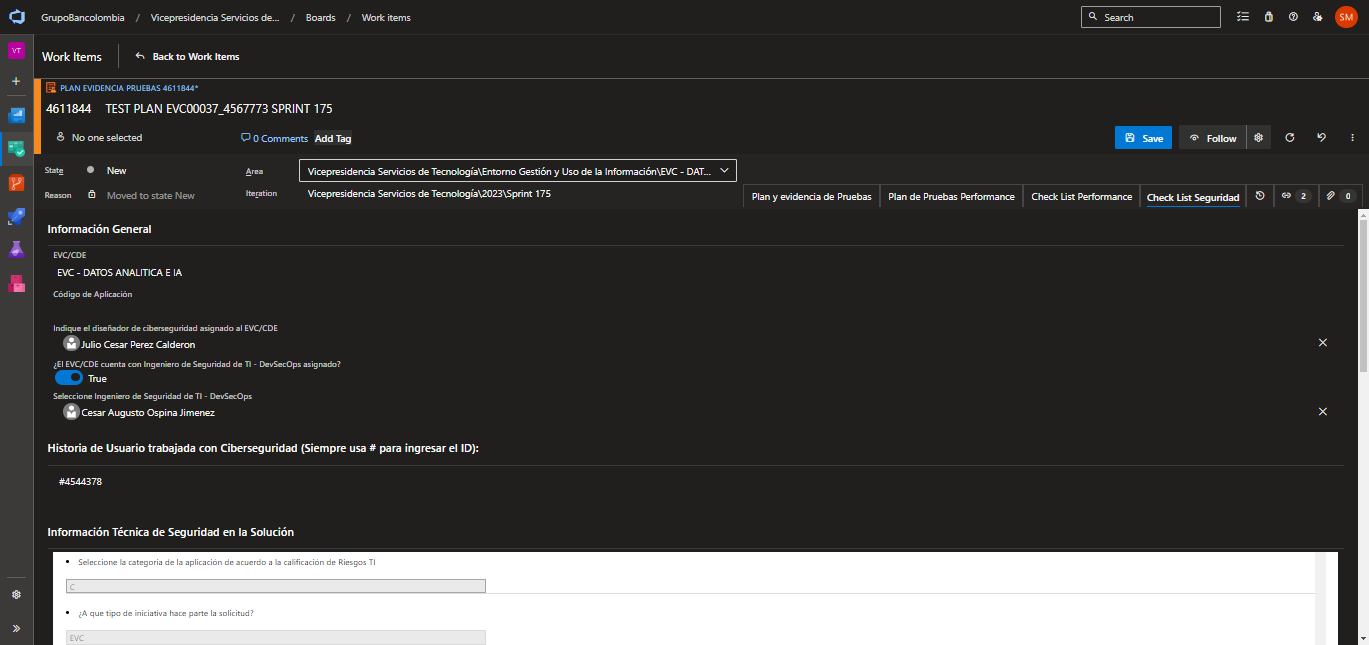 GrupoBancolombia / Vicepresidencia Servicios de... / Boards / Work items
Search
SM
VT
Work Items
Back to Work Items
PLAN EVIDENCIA PRUEBAS 4611844*
4611844 TEST PLAN EVC00037_4567773 SPRINT 175
No one selected
0 Comments
Add Tag
Save
Follow
State
New
Area
Vicepresidencia Servicios de Tecnología\Entorno Gestión y Uso de la Información\EVC - DAT...
Reason
Moved to state New
Iteration
Vicepresidencia Servicios de Tecnología\2023\Sprint 175
Plan y evidencia de Pruebas
Plan de Pruebas Performance
Check List Performance
Check List Seguridad
2
0
Información General
EVC/CDE
EVC - DATOS ANALITICA E IA
Código de Aplicación
Indique el diseñador de ciberseguridad asignado al EVC/CDE
Julio Cesar Perez Calderon
¿El EVC/CDE cuenta con Ingeniero de Seguridad de TI - DevSecOps asignado?
True
Seleccione Ingeniero de Seguridad de TI - DevSecOps
Cesar Augusto Ospina Jimenez
Historia de Usuario trabajada con Ciberseguridad (Siempre usa # para ingresar el ID):
#4544378
Información Técnica de Seguridad en la Solución
• Seleccione la categoria de la aplicación de acuerdo a la calificación de Riesgos TI
C
• ¿A que tipo de iniciativa hace parte la solicitud?
EVC